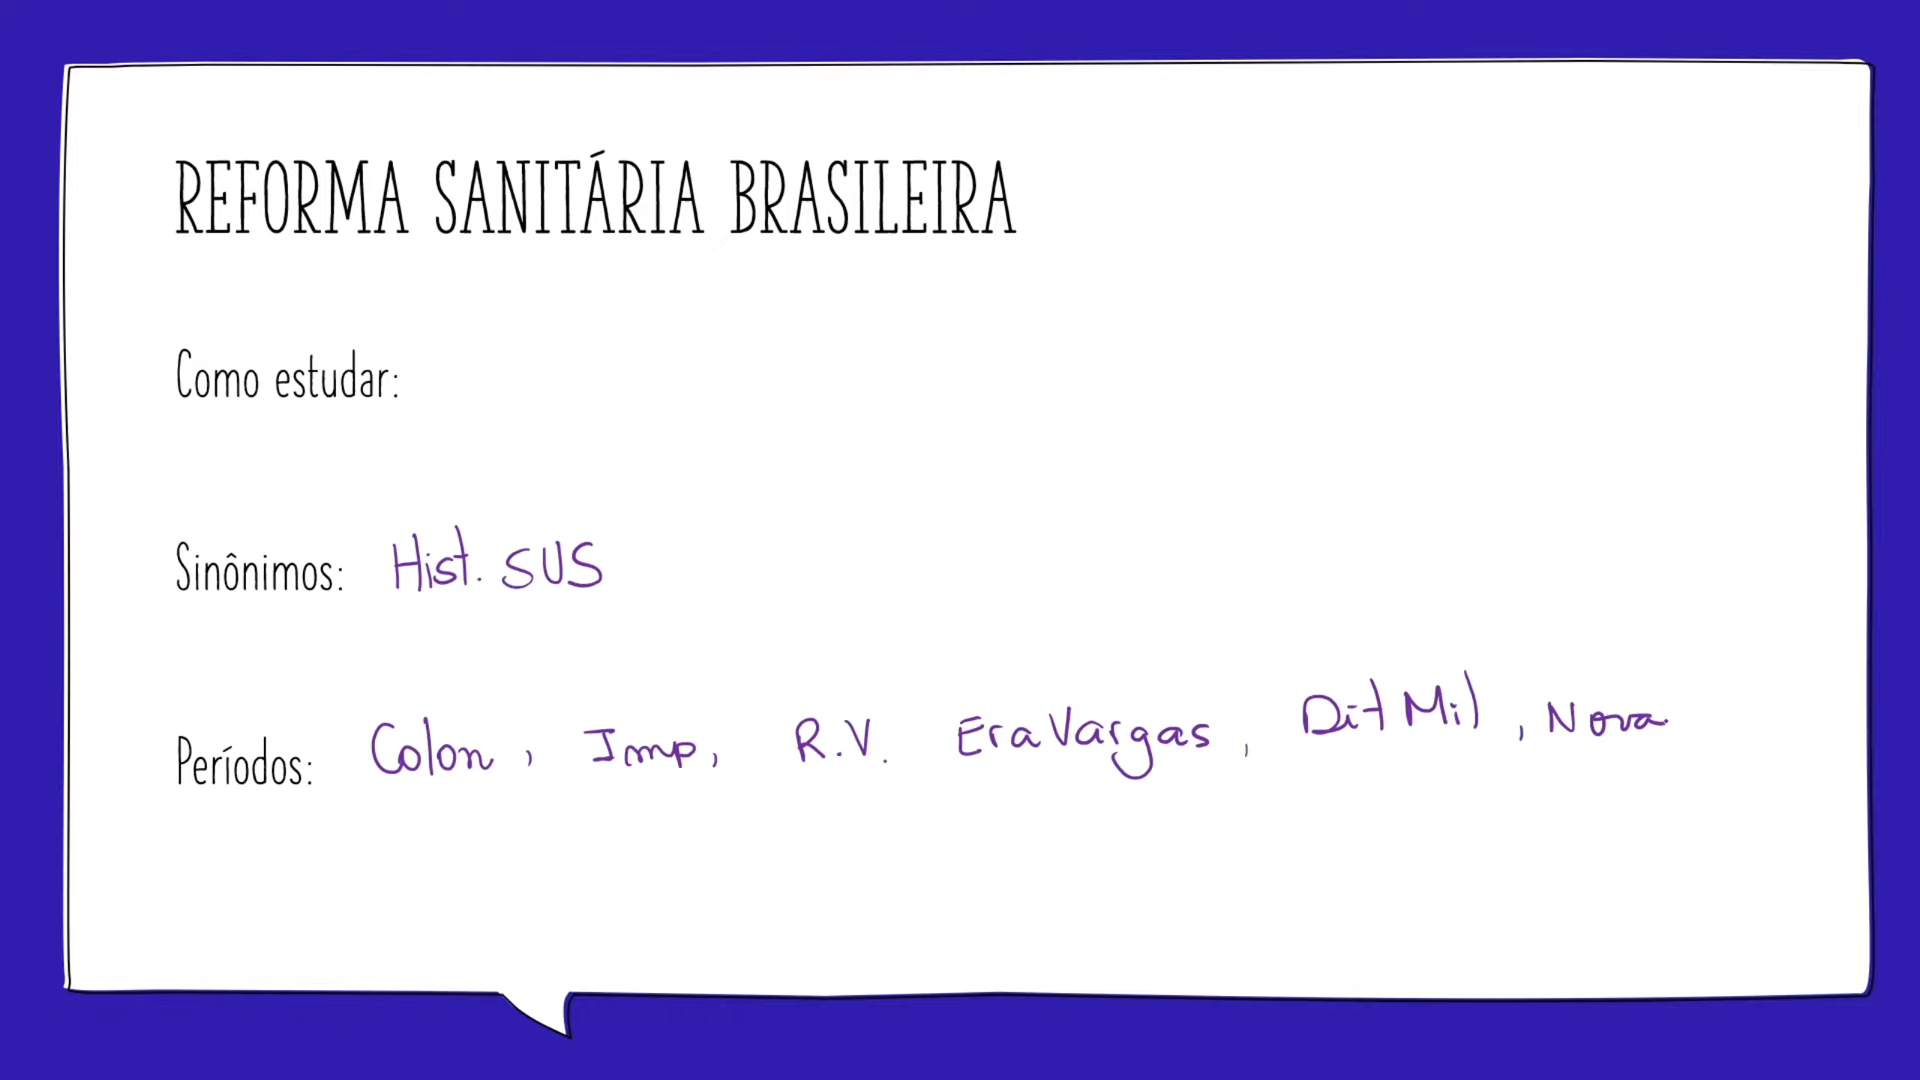 REFORMA SANITÁRIA BRASILEIRA
Como estudar:
Sinônimos: Hist. SUS
Períodos: Colon, Imp, R.V. Era Vargas, Dit Mil, Nova